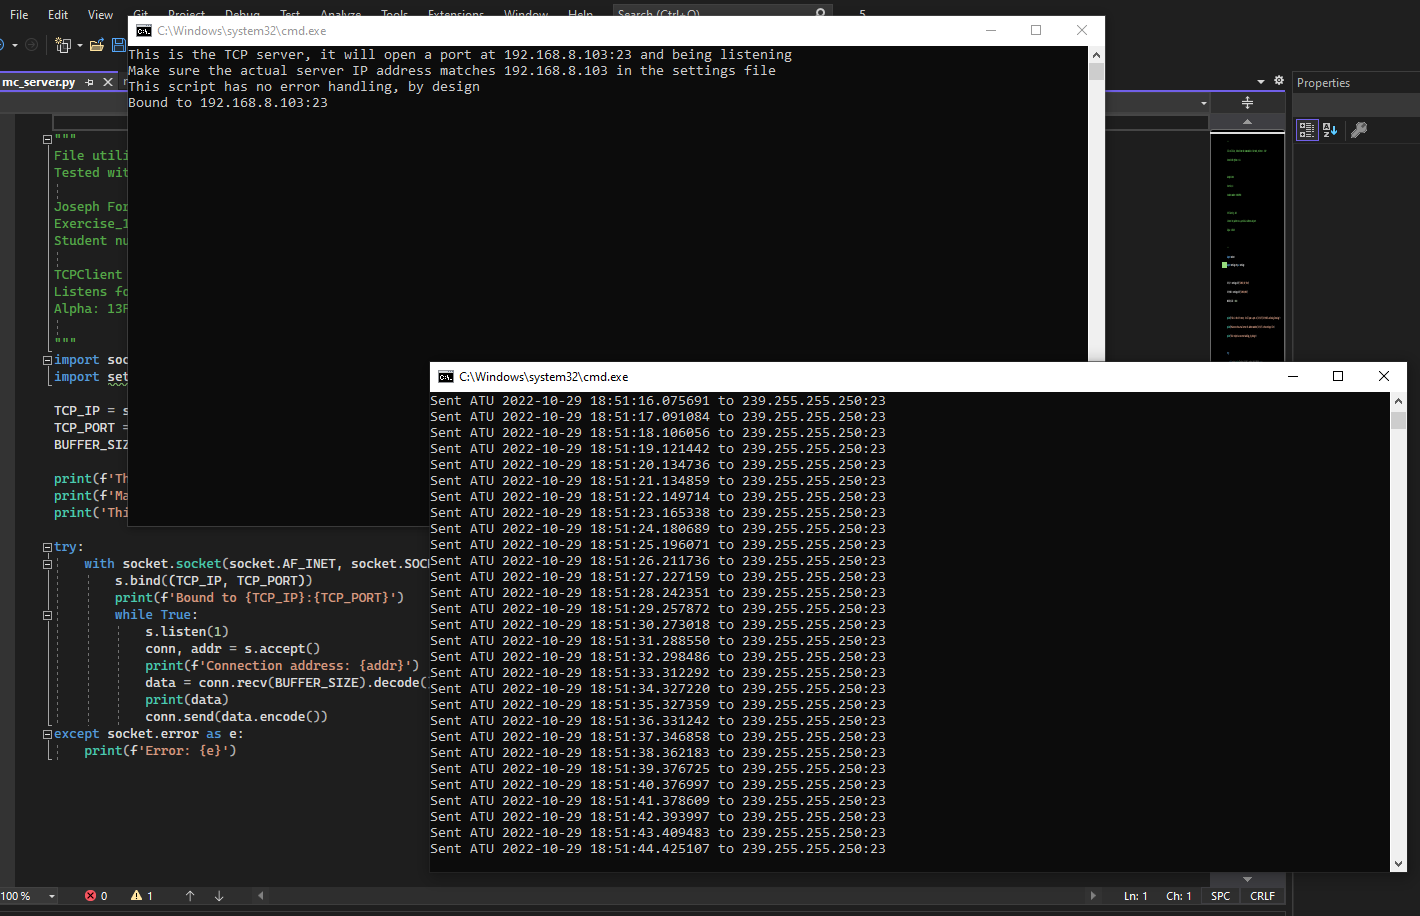 File Edit View Git Project Debug Test Analyze Tools Extensions Window Help Search (Ctrl+Q)
C:\Windows\system32\cmd.exe
This is the TCP server, it will open a port at 192.168.8.103:23 and being listening
Make sure the actual server IP address matches 192.168.8.103 in the settings file
This script has no error handling, by design
Bound to 192.168.8.103:23
mc_server.py
Properties
"""
File utili
Tested wit
Joseph For
Exercise_1
Student nu
TCPClient
Listens fo
Alpha: 13F
"""
import soc
import set
TCP_IP = s
TCP_PORT =
BUFFER_SIZ
print(f'Th
print(f'Ma
print('Thi
try:
with socket.socket(socket.AF_INET, socket.SOC
s.bind((TCP_IP, TCP_PORT))
print(f'Bound to {TCP_IP}:{TCP_PORT}')
while True:
s.listen(1)
conn, addr = s.accept()
print(f'Connection address: {addr}')
data = conn.recv(BUFFER_SIZE).decode(
print(data)
conn.send(data.encode())
except socket.error as e:
print(f'Error: {e}')
C:\Windows\system32\cmd.exe
Sent ATU 2022-10-29 18:51:16.075691 to 239.255.255.250:23
Sent ATU 2022-10-29 18:51:17.091084 to 239.255.255.250:23
Sent ATU 2022-10-29 18:51:18.106056 to 239.255.255.250:23
Sent ATU 2022-10-29 18:51:19.121442 to 239.255.255.250:23
Sent ATU 2022-10-29 18:51:20.134736 to 239.255.255.250:23
Sent ATU 2022-10-29 18:51:21.134859 to 239.255.255.250:23
Sent ATU 2022-10-29 18:51:22.149714 to 239.255.255.250:23
Sent ATU 2022-10-29 18:51:23.165338 to 239.255.255.250:23
Sent ATU 2022-10-29 18:51:24.180689 to 239.255.255.250:23
Sent ATU 2022-10-29 18:51:25.196071 to 239.255.255.250:23
Sent ATU 2022-10-29 18:51:26.211736 to 239.255.255.250:23
Sent ATU 2022-10-29 18:51:27.227159 to 239.255.255.250:23
Sent ATU 2022-10-29 18:51:28.242351 to 239.255.255.250:23
Sent ATU 2022-10-29 18:51:29.257872 to 239.255.255.250:23
Sent ATU 2022-10-29 18:51:30.273018 to 239.255.255.250:23
Sent ATU 2022-10-29 18:51:31.288550 to 239.255.255.250:23
Sent ATU 2022-10-29 18:51:32.298486 to 239.255.255.250:23
Sent ATU 2022-10-29 18:51:33.312292 to 239.255.255.250:23
Sent ATU 2022-10-29 18:51:34.327220 to 239.255.255.250:23
Sent ATU 2022-10-29 18:51:35.327359 to 239.255.255.250:23
Sent ATU 2022-10-29 18:51:36.331242 to 239.255.255.250:23
Sent ATU 2022-10-29 18:51:37.346858 to 239.255.255.250:23
Sent ATU 2022-10-29 18:51:38.362183 to 239.255.255.250:23
Sent ATU 2022-10-29 18:51:39.376725 to 239.255.255.250:23
Sent ATU 2022-10-29 18:51:40.376997 to 239.255.255.250:23
Sent ATU 2022-10-29 18:51:41.378609 to 239.255.255.250:23
Sent ATU 2022-10-29 18:51:42.393997 to 239.255.255.250:23
Sent ATU 2022-10-29 18:51:43.409483 to 239.255.255.250:23
Sent ATU 2022-10-29 18:51:44.425107 to 239.255.255.250:23
100 % 0 1 Ln: 1 Ch: 1 SPC CRLF